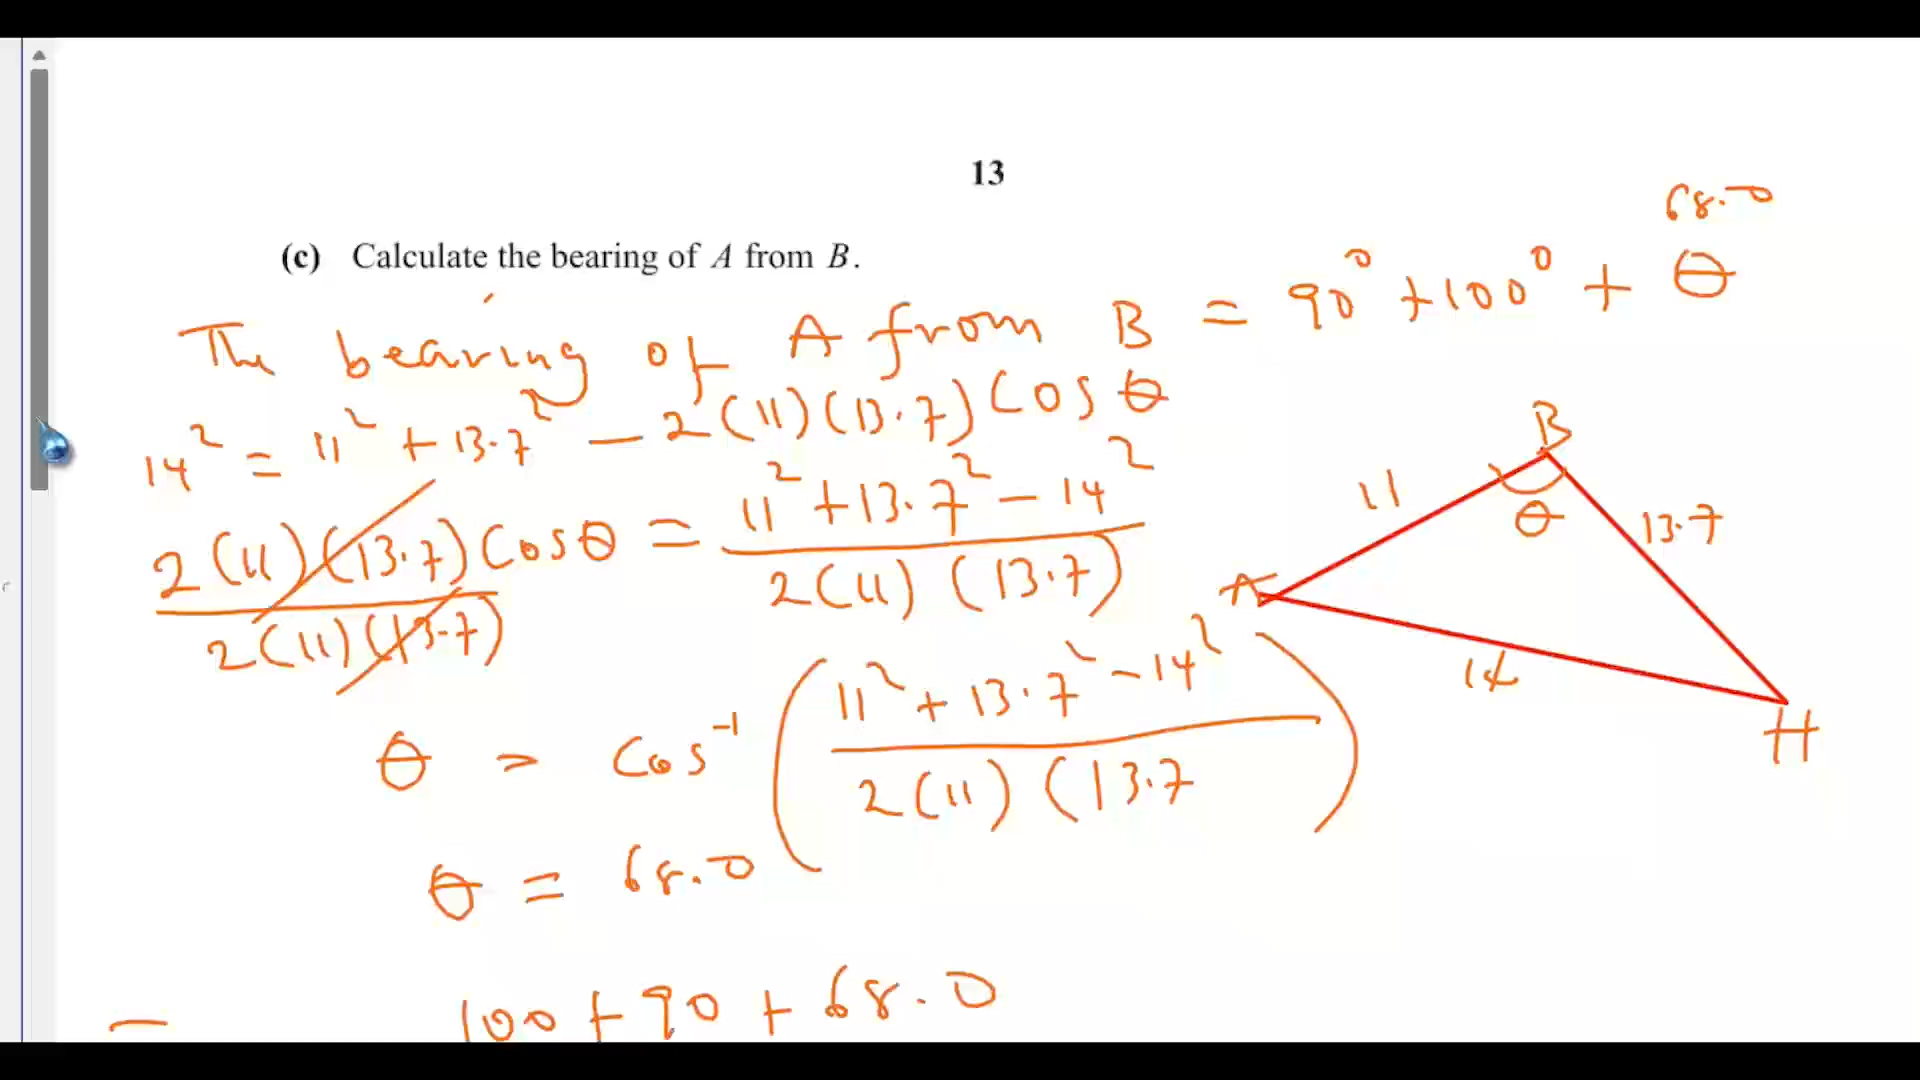 13
(c) Calculate the bearing of A from B.
68.0
The bearing of A from B = 90° + 100° + θ
14² = 11² + 13.7² − 2(11)(13.7)Cos θ
2(11)(13.7)Cosθ / 2(11)(13.7) = 11² + 13.7² − 14² / 2(11)(13.7)
θ = Cos⁻¹ (11² + 13.7² − 14² / 2(11)(13.7)
θ = 68.0
= 100 + 90 + 68.0
B
11
θ
13.7
A
14
H